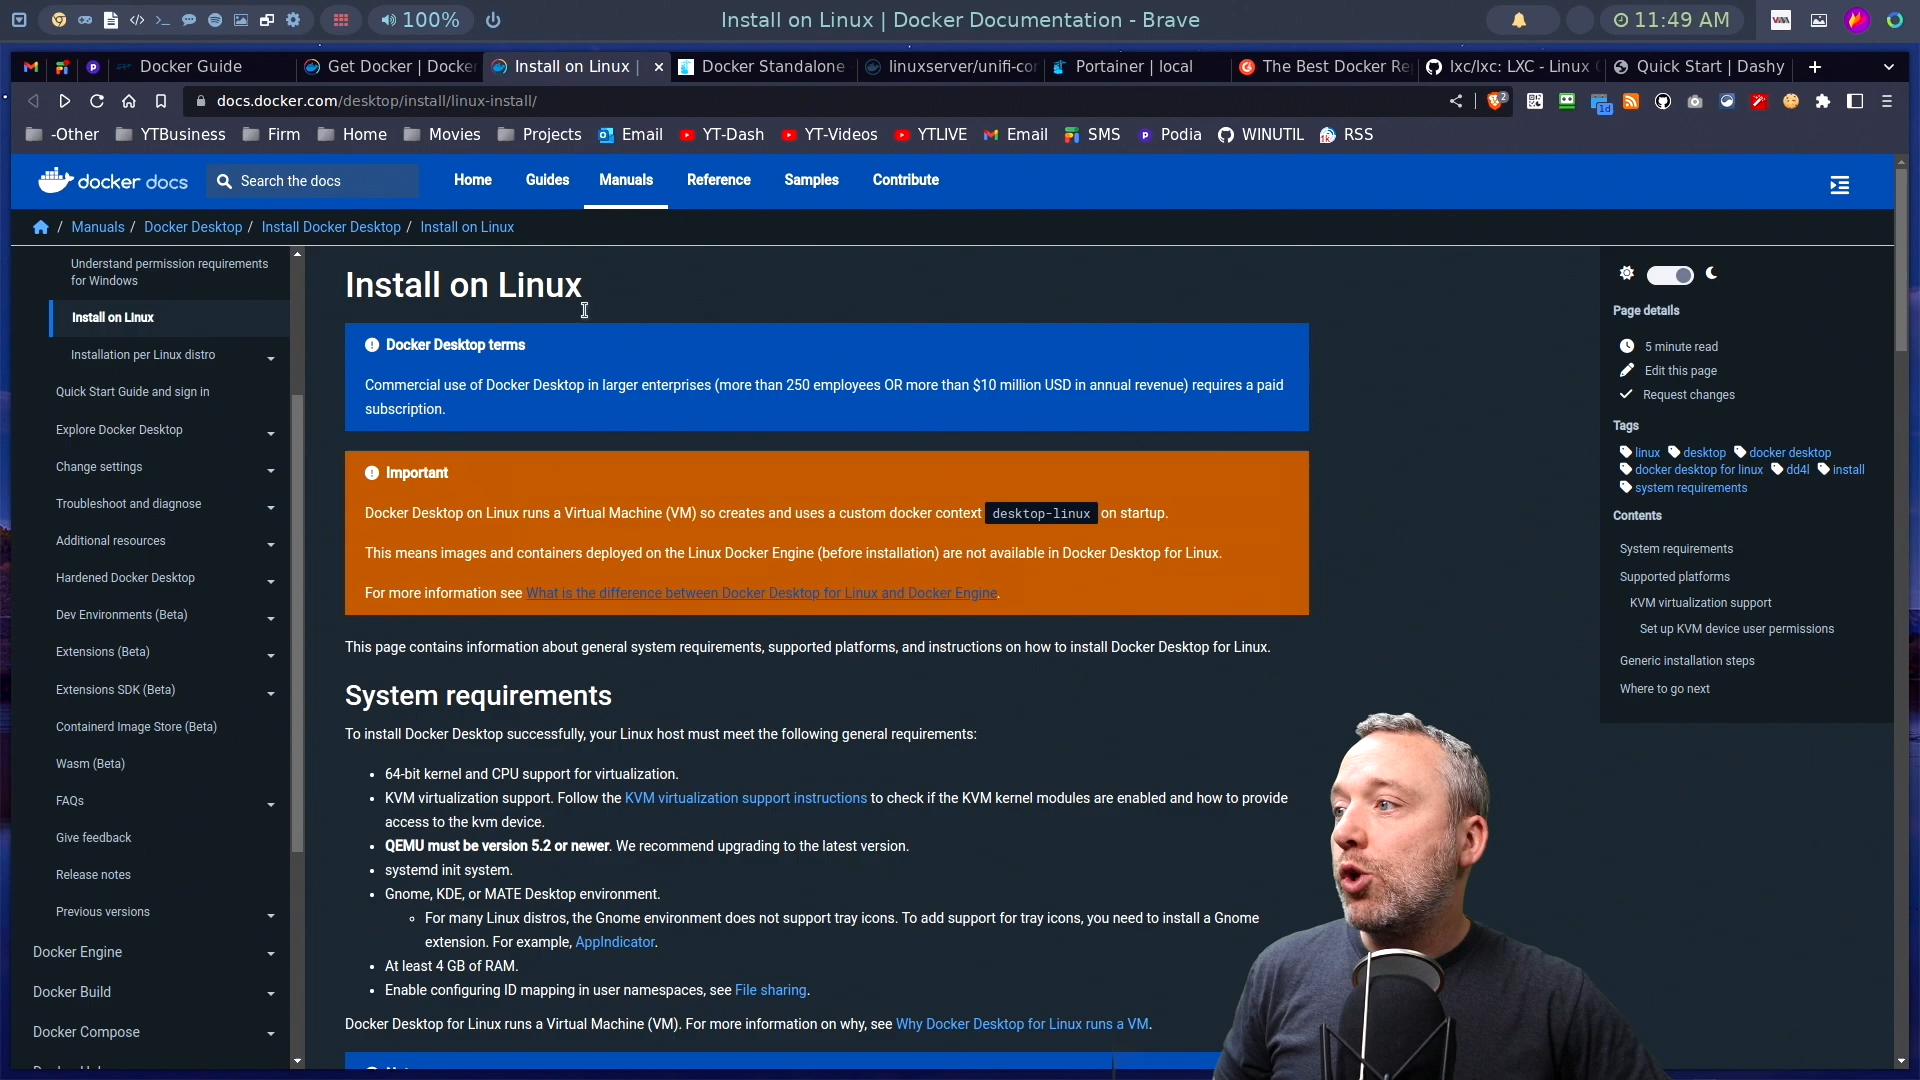 100%
Install on Linux | Docker Documentation - Brave
11:49 AM
Docker Guide
Get Docker | Docker
Install on Linux |
Docker Standalone
linuxserver/unifi-cor
Portainer | local
The Best Docker Re
lxc/lxc: LXC - Linux
Quick Start | Dashy
docs.docker.com/desktop/install/linux-install/
2
1d
-Other
YTBusiness
Firm
Home
Movies
Projects
Email
YT-Dash
YT-Videos
YTLIVE
Email
SMS
Podia
WINUTIL
RSS
docker docs
Search the docs
Home
Guides
Manuals
Reference
Samples
Contribute
/ Manuals / Docker Desktop / Install Docker Desktop / Install on Linux
Understand permission requirements
for Windows
Install on Linux
Installation per Linux distro
Quick Start Guide and sign in
Explore Docker Desktop
Change settings
Troubleshoot and diagnose
Additional resources
Hardened Docker Desktop
Dev Environments (Beta)
Extensions (Beta)
Extensions SDK (Beta)
Containerd Image Store (Beta)
Wasm (Beta)
FAQs
Give feedback
Release notes
Previous versions
Docker Engine
Docker Build
Docker Compose
Install on Linux
Docker Desktop terms
Commercial use of Docker Desktop in larger enterprises (more than 250 employees OR more than $10 million USD in annual revenue) requires a paid
subscription.
Important
Docker Desktop on Linux runs a Virtual Machine (VM) so creates and uses a custom docker context desktop-linux on startup.
This means images and containers deployed on the Linux Docker Engine (before installation) are not available in Docker Desktop for Linux.
For more information see What is the difference between Docker Desktop for Linux and Docker Engine.
This page contains information about general system requirements, supported platforms, and instructions on how to install Docker Desktop for Linux.
System requirements
To install Docker Desktop successfully, your Linux host must meet the following general requirements:
• 64-bit kernel and CPU support for virtualization.
• KVM virtualization support. Follow the KVM virtualization support instructions to check if the KVM kernel modules are enabled and how to provide
access to the kvm device.
• QEMU must be version 5.2 or newer. We recommend upgrading to the latest version.
• systemd init system.
• Gnome, KDE, or MATE Desktop environment.
◦ For many Linux distros, the Gnome environment does not support tray icons. To add support for tray icons, you need to install a Gnome
extension. For example, AppIndicator.
• At least 4 GB of RAM.
• Enable configuring ID mapping in user namespaces, see File sharing.
Docker Desktop for Linux runs a Virtual Machine (VM). For more information on why, see Why Docker Desktop for Linux runs a VM.
Page details
5 minute read
Edit this page
Request changes
Tags
linux desktop docker desktop
docker desktop for linux dd4l install
system requirements
Contents
System requirements
Supported platforms
KVM virtualization support
Set up KVM device user permissions
Generic installation steps
Where to go next